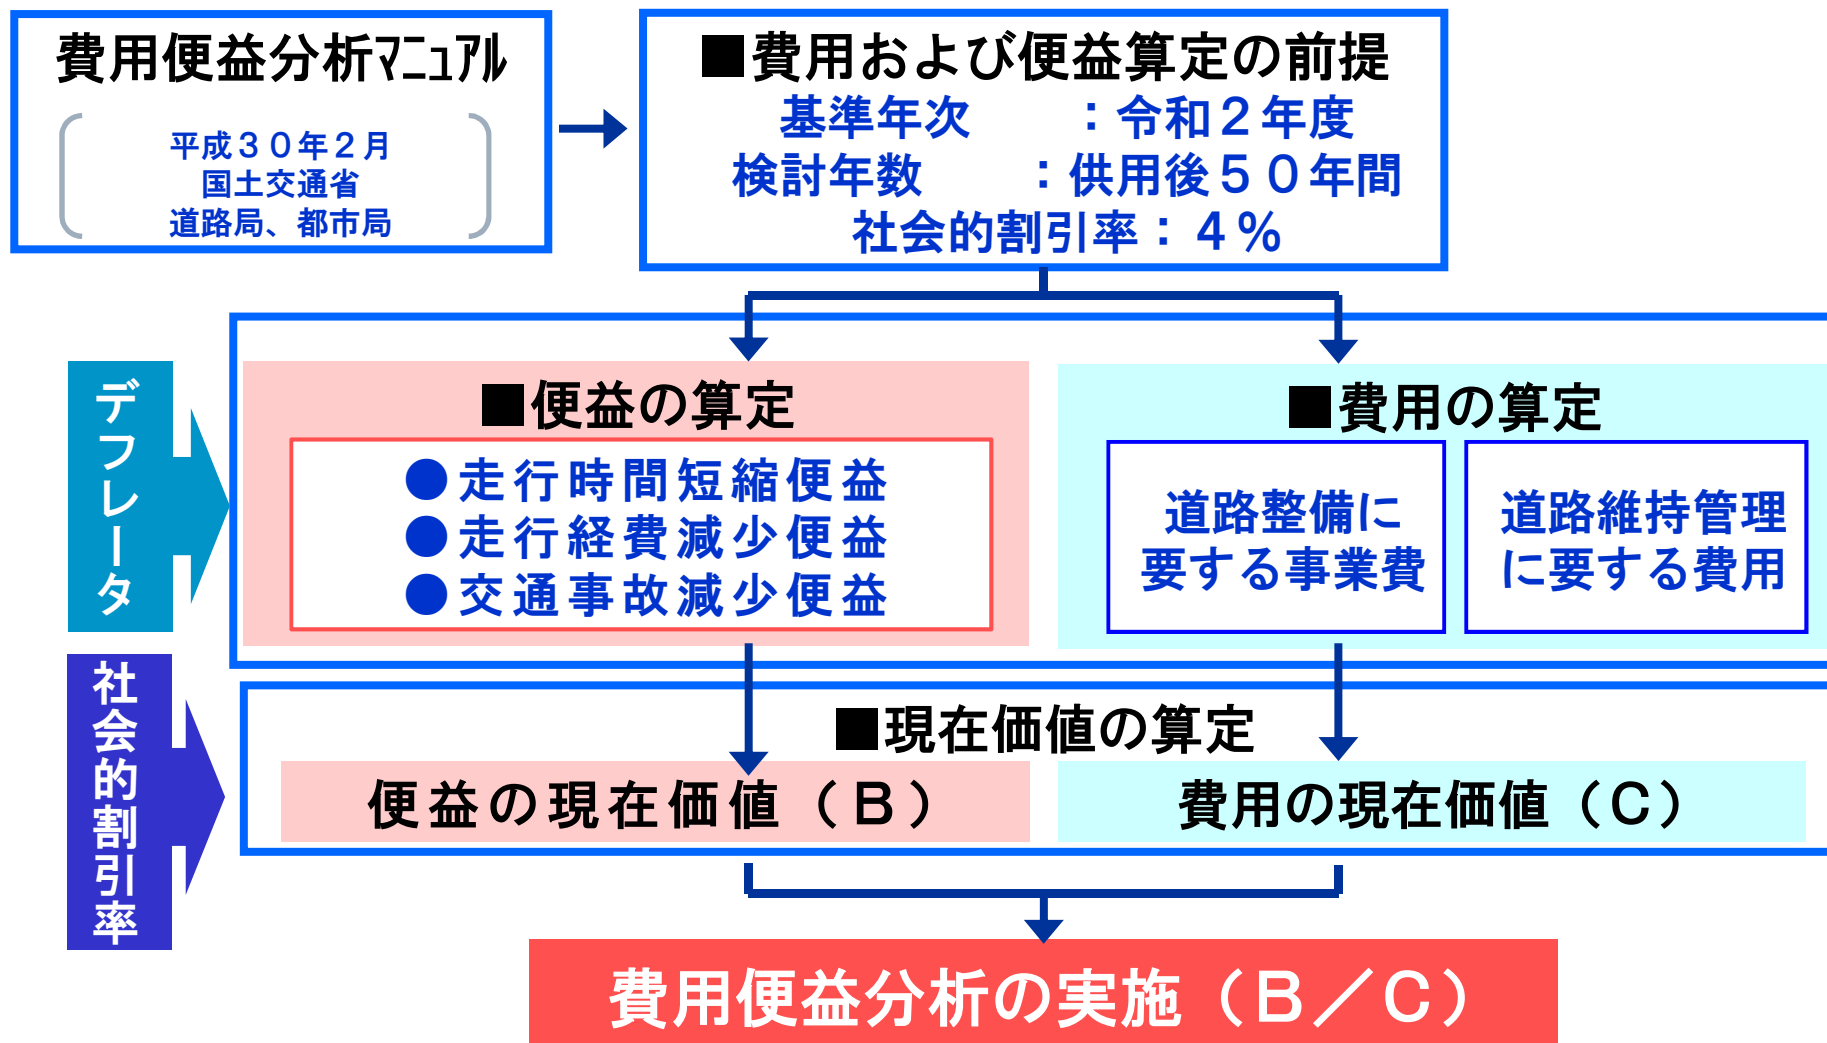 費用便益分析ﾏﾆｭｱﾙ
平成３０年２月
国土交通省
道路局、都市局
■費用および便益算定の前提
基準年次　　：令和２年度
検討年数　　：供用後５０年間
社会的割引率：４％
デフレータ
■便益の算定
●走行時間短縮便益
●走行経費減少便益
●交通事故減少便益
■費用の算定
道路整備に
要する事業費
道路維持管理
に要する費用
社会的割引率
■現在価値の算定
便益の現在価値（Ｂ）
費用の現在価値（Ｃ）
費用便益分析の実施（Ｂ／Ｃ）